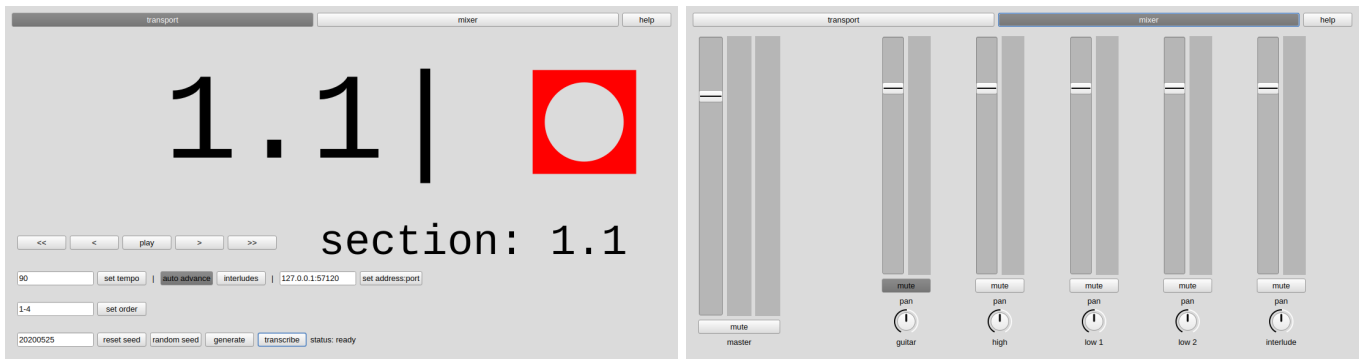 transport mixer help
1.1|
<< < play > >> section: 1.1
90 set tempo | auto advance interludes | 127.0.0.1:57120 set address:port
1-4 set order
20200525 reset seed random seed generate transcribe status: ready
transport mixer help
mute mute mute mute mute
pan pan pan pan pan
mute
master guitar high low 1 low 2 interlude